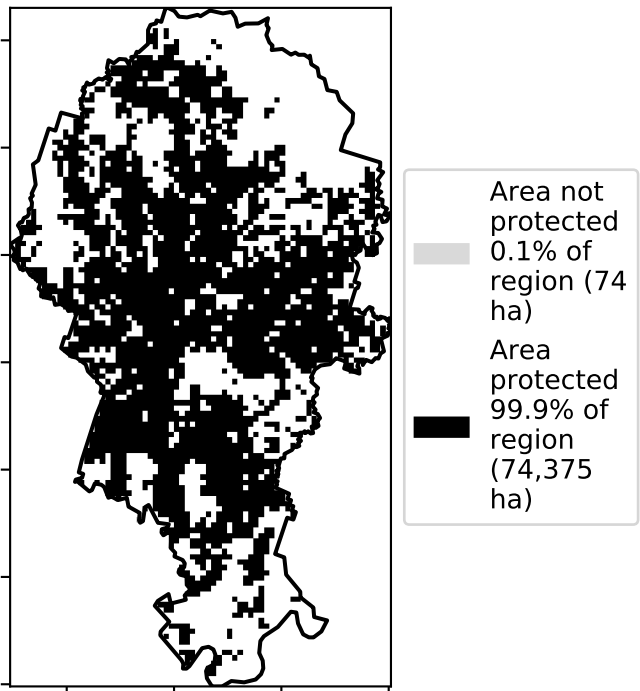 Area not
protected
0.1% of
region (74
ha)
Area
protected
99.9% of
region
(74,375
ha)